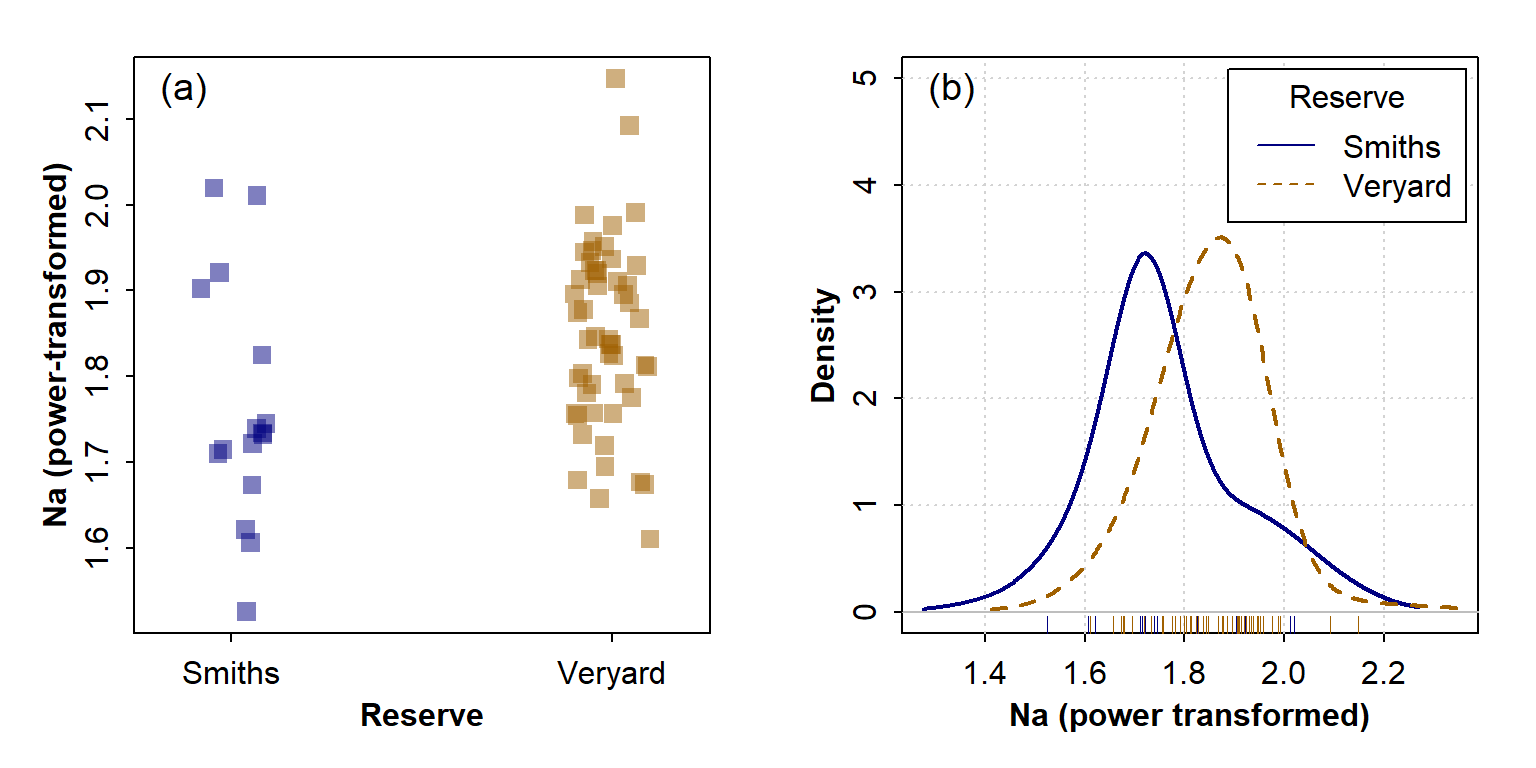 (a)
Na (power-transformed)
2.1
2.0
1.9
1.8
1.7
1.6
Smiths Veryard
Reserve
(b)
Reserve
Smiths
Veryard
Density
5
4
3
2
1
0
1.4 1.6 1.8 2.0 2.2
Na (power transformed)